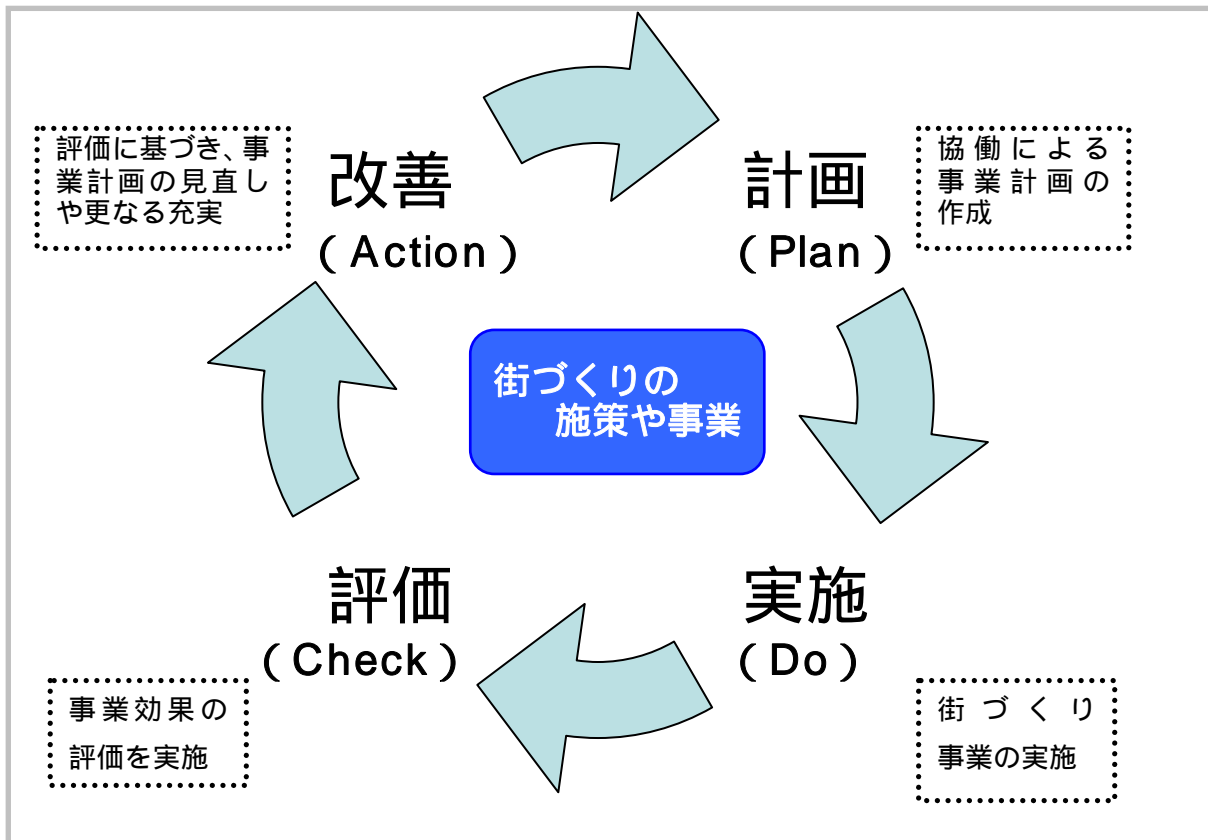 評価に基づき、事
業計画の見直し
や更なる充実
改善
(Action)
計画
(Plan)
協働による
事業計画の
作成
街づくりの
施策や事業
評価
(Check)
実施
(Do)
事業効果の
評価を実施
街づくり
事業の実施